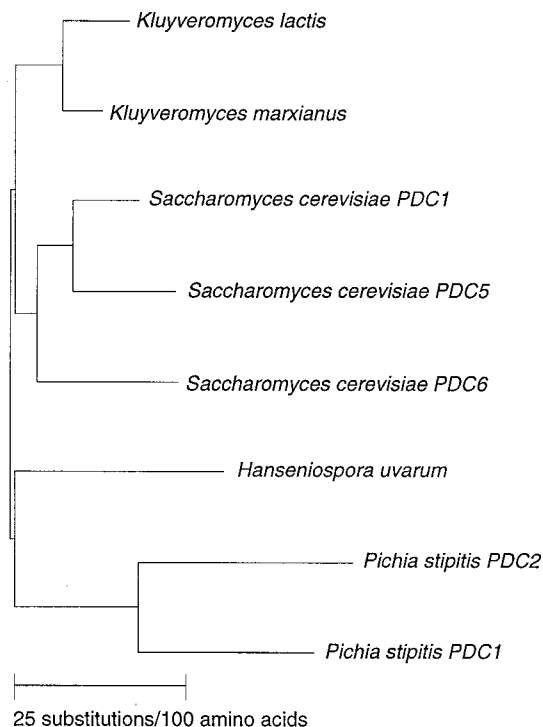 Kluyveromyces lactis
Kluyveromyces marxianus
Saccharomyces cerevisiae PDC1
Saccharomyces cerevisiae PDC5
Saccharomyces cerevisiae PDC6
Hanseniospora uvarum
Pichia stipitis PDC2
Pichia stipitis PDC1
25 substitutions/100 amino acids